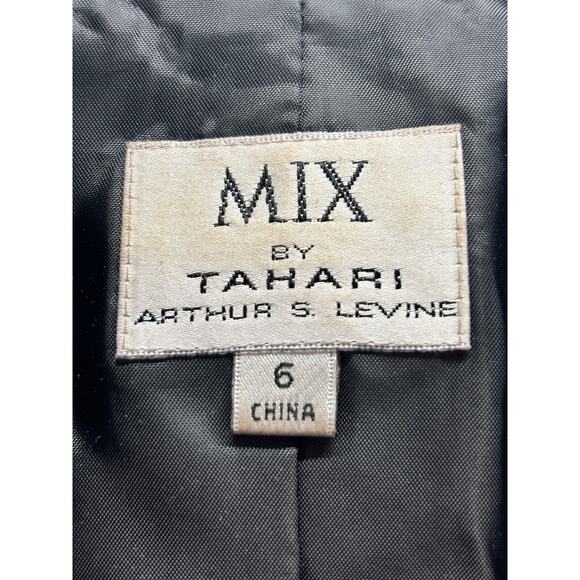 MIX
BY
TAHARI
ARTHUR S. LEVINE
6
CHINA